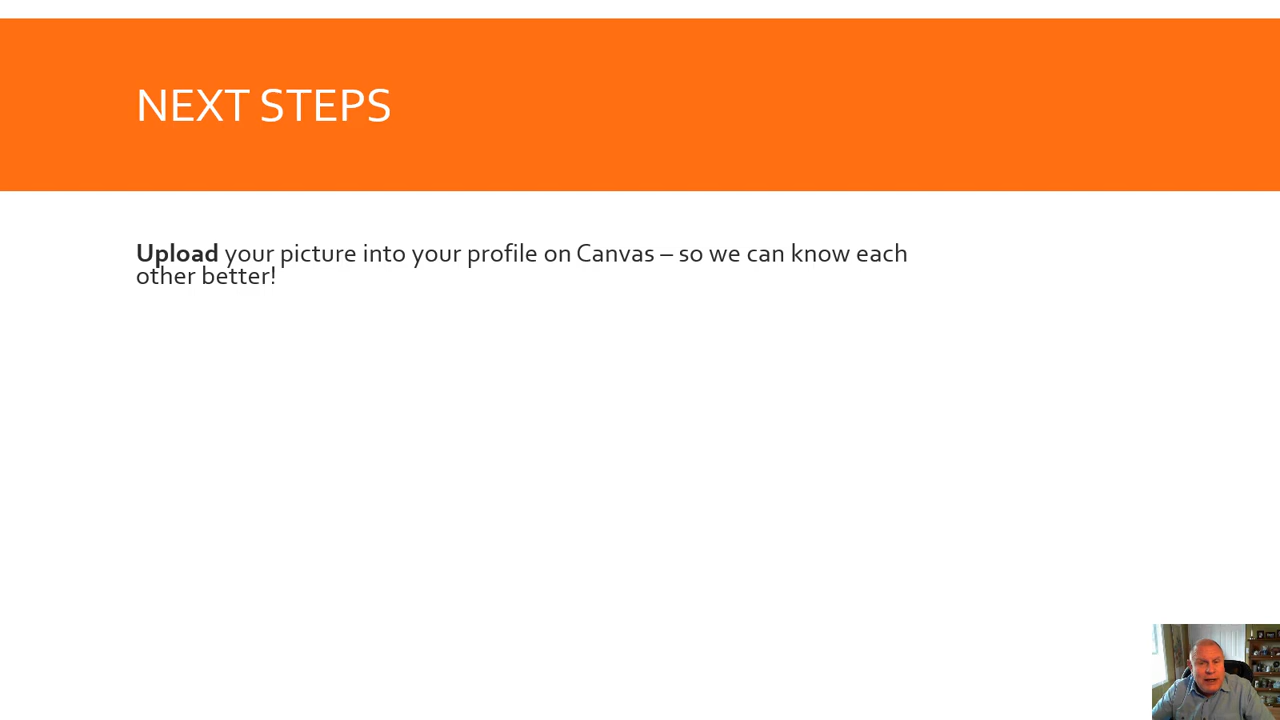 NEXT STEPS
Upload your picture into your profile on Canvas – so we can know each
other better!